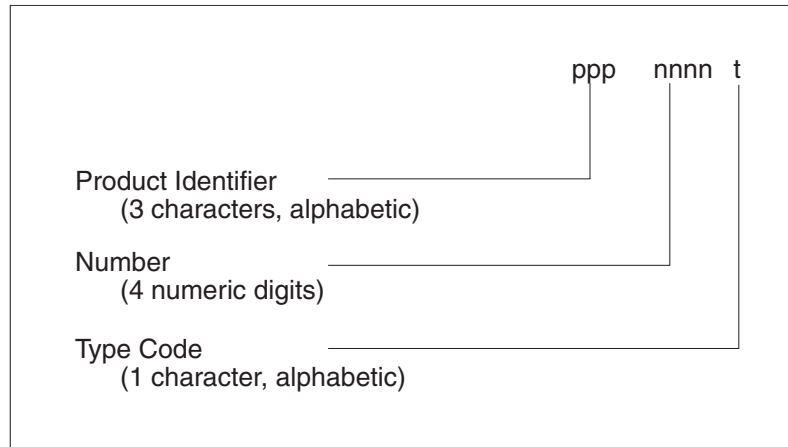 ppp nnnn t
Product Identifier
(3 characters, alphabetic)
Number
(4 numeric digits)
Type Code
(1 character, alphabetic)